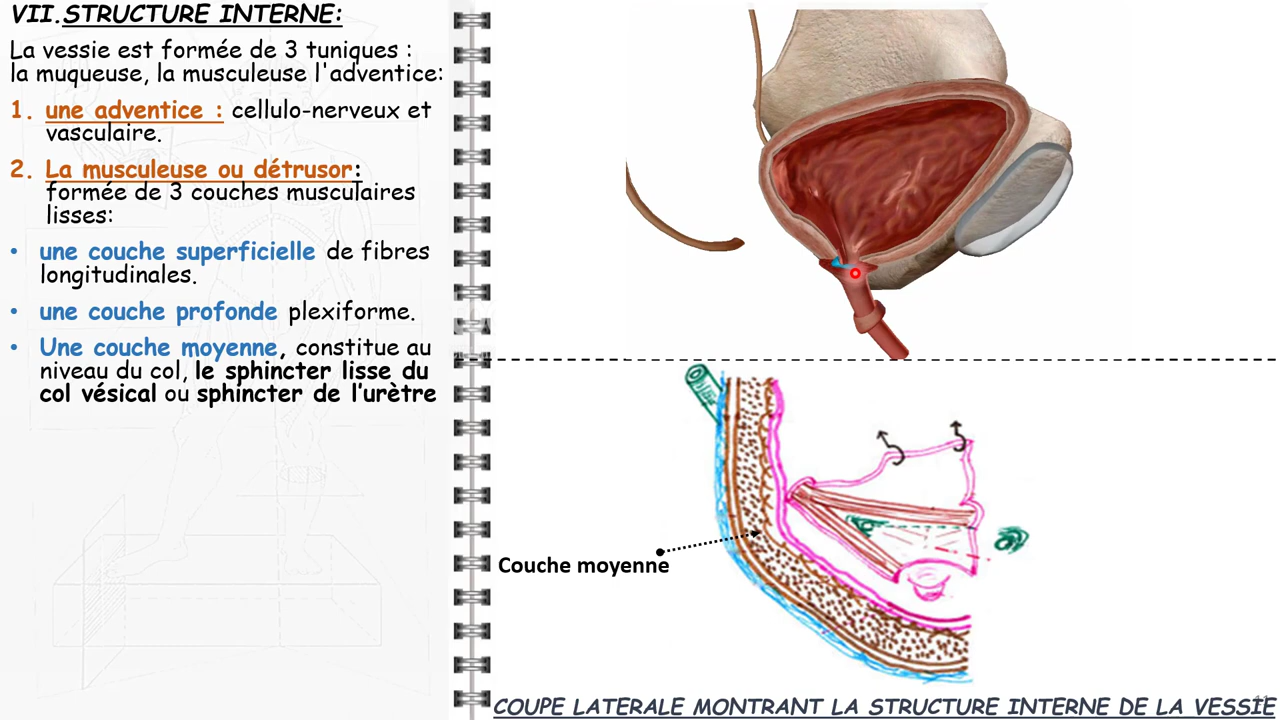 VII.STRUCTURE INTERNE:
La vessie est formée de 3 tuniques :
la muqueuse, la musculeuse l'adventice:
1. une adventice : cellulo-nerveux et
vasculaire.
2. La musculeuse ou détrusor:
formée de 3 couches musculaires
lisses:
• une couche superficielle de fibres
longitudinales.
• une couche profonde plexiforme.
• Une couche moyenne, constitue au
niveau du col, le sphincter lisse du
col vésical ou sphincter de l'urètre
Couche moyenne
COUPE LATERALE MONTRANT LA STRUCTURE INTERNE DE LA VESSIE